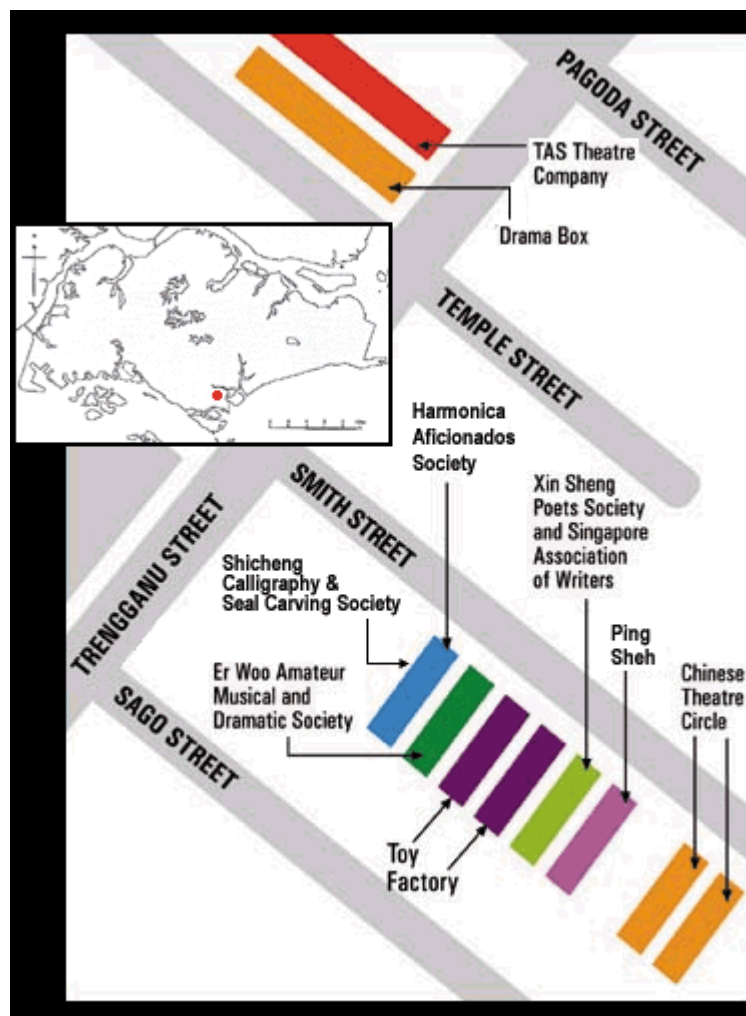 PAGODA STREET
TAS Theatre
Company
Drama Box
TEMPLE STREET
Harmonica
Aficionados
Society
SMITH STREET
Xin Sheng
Poets Society
and Singapore
Association
of Writers
TRENGGANU STREET
Shicheng
Calligraphy &
Seal Carving Society
Ping
Sheh
Er Woo Amateur
Musical and
Dramatic Society
Chinese
Theatre
Circle
SAGO STREET
Toy
Factory